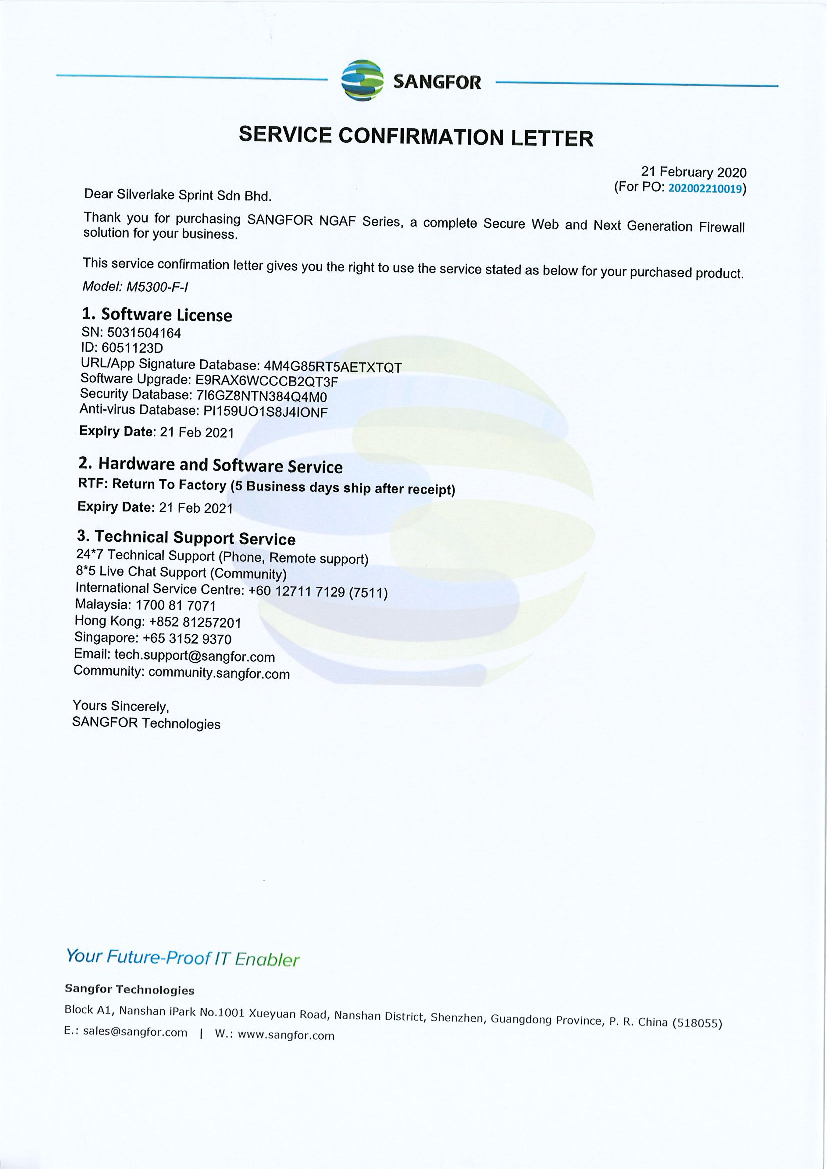 SANGFOR
SERVICE CONFIRMATION LETTER
21 February 2020
(For PO: 202002210019)
Dear Silverlake Sprint Sdn Bhd.
Thank you for purchasing SANGFOR NGAF Series, a complete Secure Web and Next Generation Firewall
solution for your business.
This service confirmation letter gives you the right to use the service stated as below for your purchased product.
Model: M5300-F-I
1. Software License
SN: 5031504164
ID: 6051123D
URL/App Signature Database: 4M4G85RT5AETXTQT
Software Upgrade: E9RAX6WCCCB2QT3F
Security Database: 7I6GZ8NTN384Q4M0
Anti-virus Database: PI159UO1S8J4IONF
Expiry Date: 21 Feb 2021
2. Hardware and Software Service
RTF: Return To Factory (5 Business days ship after receipt)
Expiry Date: 21 Feb 2021
3. Technical Support Service
24*7 Technical Support (Phone, Remote support)
8*5 Live Chat Support (Community)
International Service Centre: +60 12711 7129 (7511)
Malaysia: 1700 81 7071
Hong Kong: +852 81257201
Singapore: +65 3152 9370
Email: tech.support@sangfor.com
Community: community.sangfor.com
Yours Sincerely,
SANGFOR Technologies
Your Future-Proof IT Enabler
Sangfor Technologies
Block A1, Nanshan iPark No.1001 Xueyuan Road, Nanshan District, Shenzhen, Guangdong Province, P. R. China (518055)
E.: sales@sangfor.com | W.: www.sangfor.com